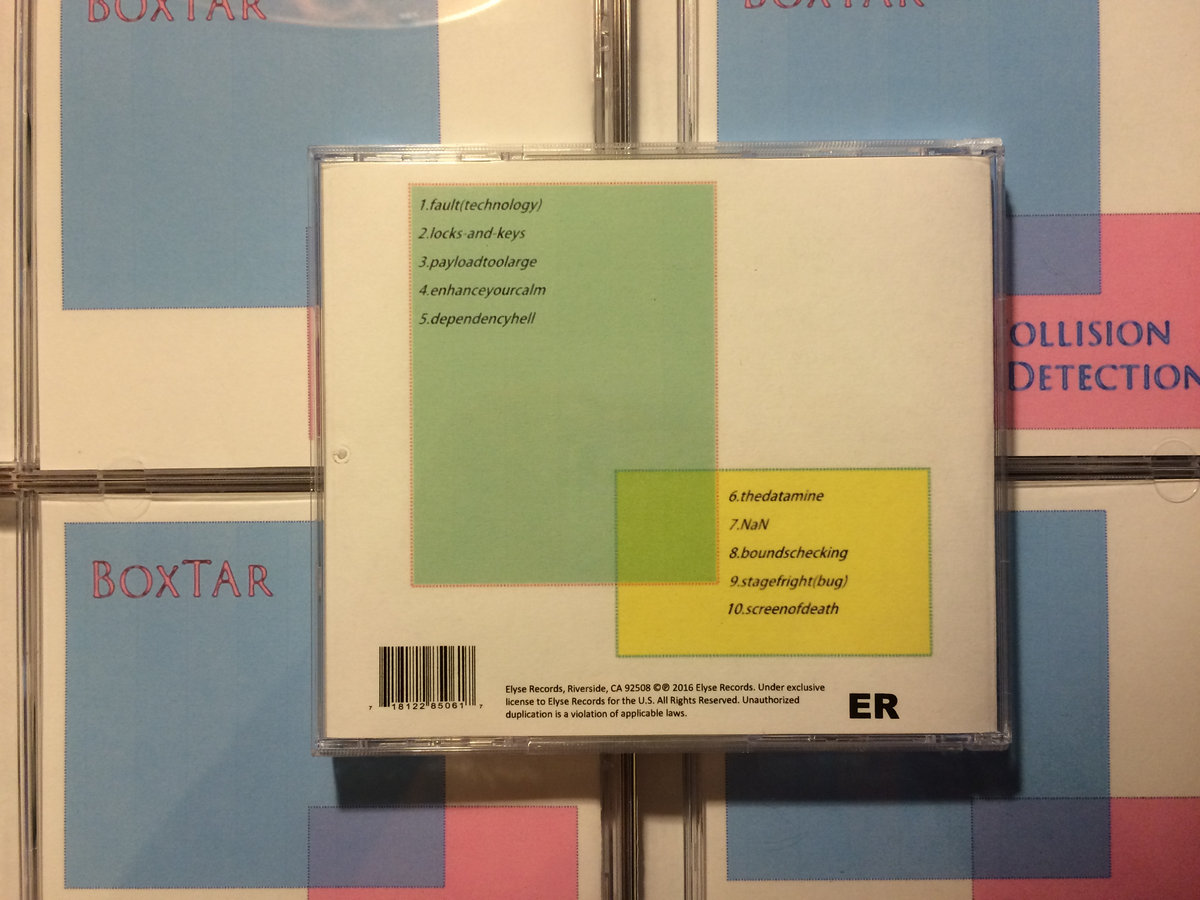 BOXTAR
BOXTAR
1.fault(technology)
2.locks-and-keys
3.payloadtoolarge
4.enhanceyourcalm
5.dependencyhell
OLLISION
DETECTION
6.thedatamine
7.NaN
8.boundschecking
9.stagefright(bug)
10.screenofdeath
BOXTAR
7 18122 85061 7
Elyse Records, Riverside, CA 92508 ©℗ 2016 Elyse Records. Under exclusive
license to Elyse Records for the U.S. All Rights Reserved. Unauthorized
duplication is a violation of applicable laws.
ER